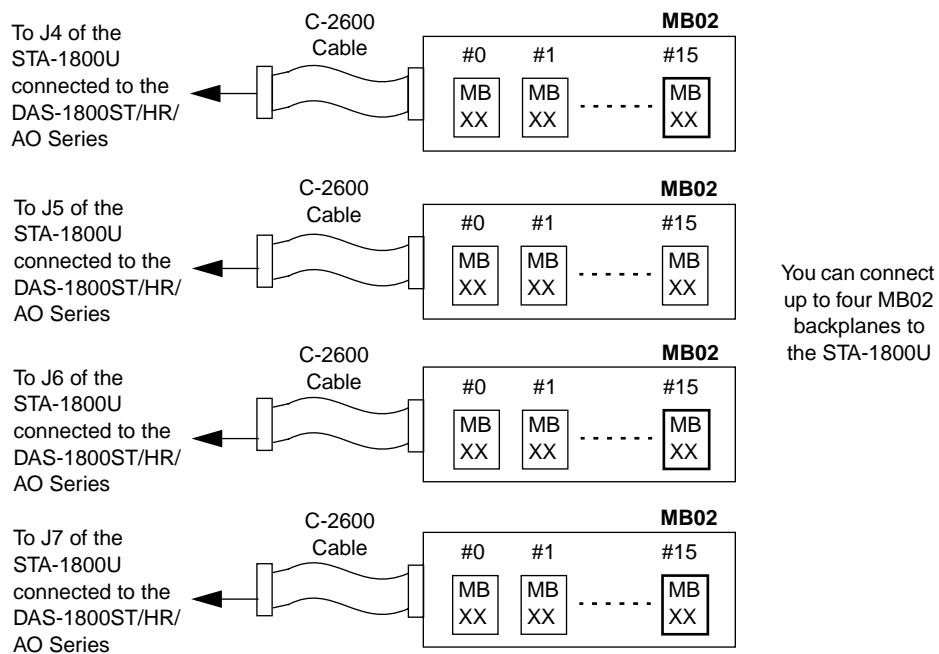 To J4 of the
STA-1800U
connected to the
DAS-1800ST/HR/
AO Series
C-2600
Cable
MB02
#0 #1 #15
MB MB ...... MB
XX XX XX
To J5 of the
STA-1800U
connected to the
DAS-1800ST/HR/
AO Series
C-2600
Cable
MB02
#0 #1 #15
MB MB ...... MB
XX XX XX
To J6 of the
STA-1800U
connected to the
DAS-1800ST/HR/
AO Series
C-2600
Cable
MB02
#0 #1 #15
MB MB ...... MB
XX XX XX
To J7 of the
STA-1800U
connected to the
DAS-1800ST/HR/
AO Series
C-2600
Cable
MB02
#0 #1 #15
MB MB ...... MB
XX XX XX
You can connect
up to four MB02
backplanes to
the STA-1800U